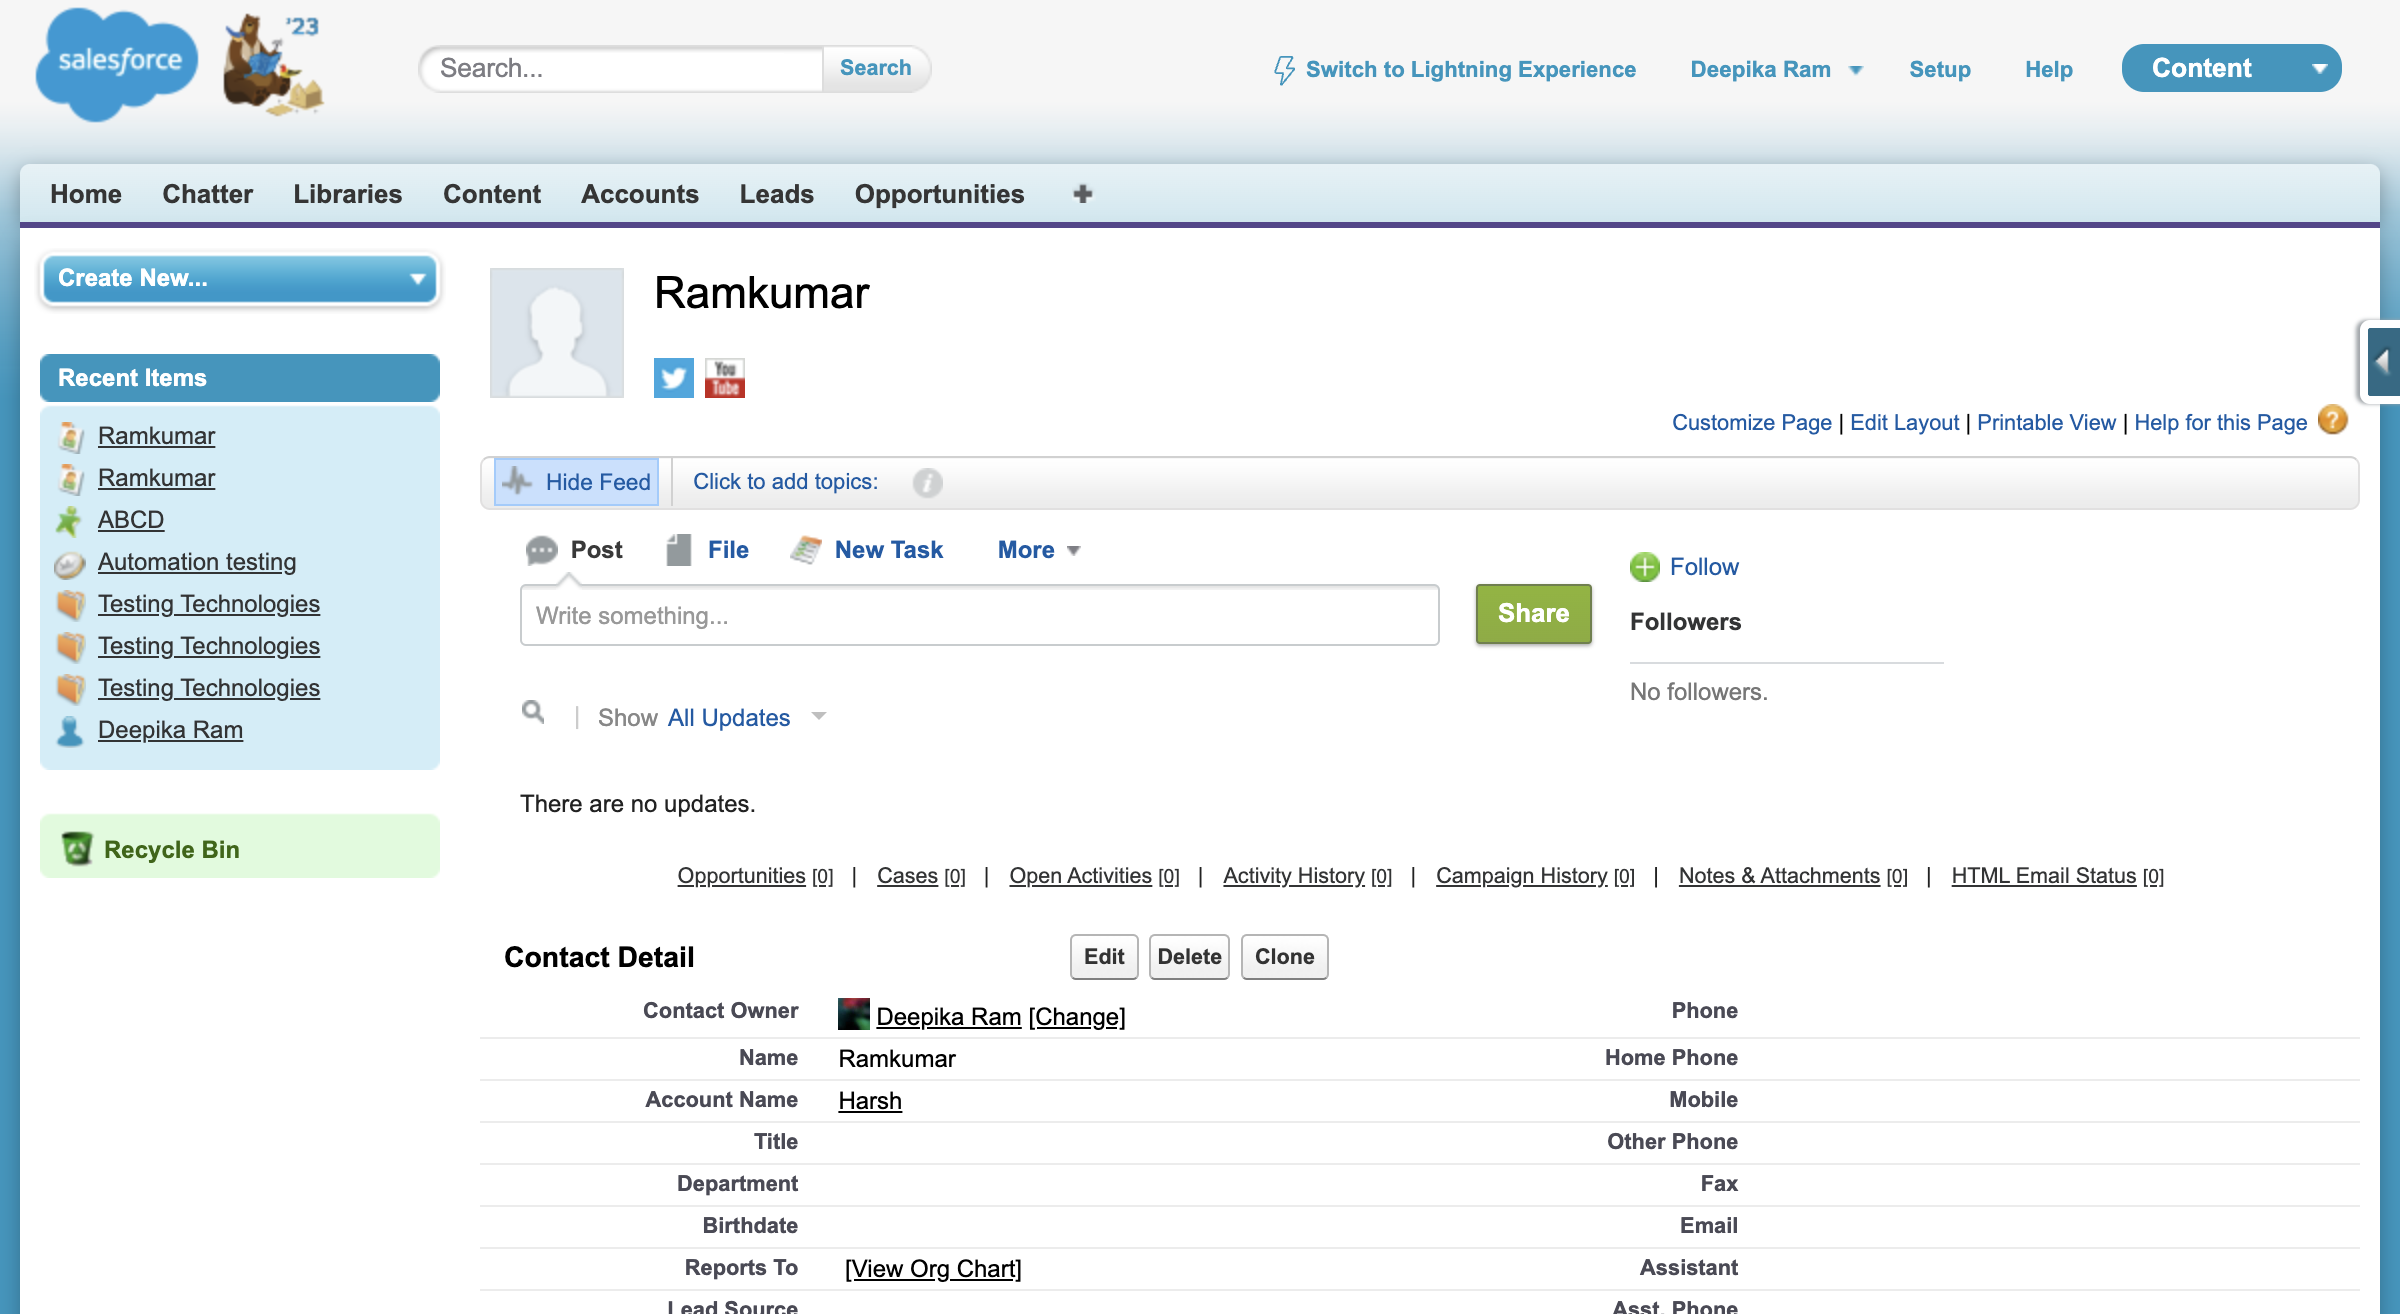 salesforce
'23
Search...
Search
Switch to Lightning Experience
Deepika Ram
Setup
Help
Content
Home
Chatter
Libraries
Content
Accounts
Leads
Opportunities
Create New...
Recent Items
Ramkumar
Ramkumar
ABCD
Automation testing
Testing Technologies
Testing Technologies
Testing Technologies
Deepika Ram
Recycle Bin
Ramkumar
You
Tube
Customize Page | Edit Layout | Printable View | Help for this Page ?
Hide Feed
Click to add topics:
Post
File
New Task
More
Write something...
Share
Follow
Followers
No followers.
Show All Updates
There are no updates.
Opportunities [0] | Cases [0] | Open Activities [0] | Activity History [0] | Campaign History [0] | Notes & Attachments [0] | HTML Email Status [0]
Contact Detail
Edit
Delete
Clone
Contact Owner Deepika Ram [Change] Phone
Name Ramkumar Home Phone
Account Name Harsh Mobile
Title Other Phone
Department Fax
Birthdate Email
Reports To [View Org Chart] Assistant
Lead Source Asst. Phone